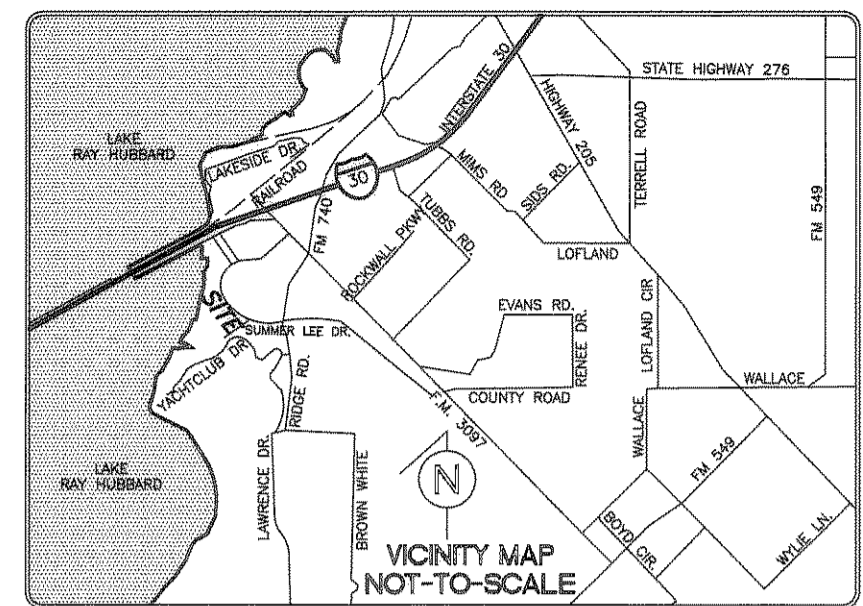 STATE HIGHWAY 276
INTERSTATE 30
HIGHWAY 205
TERRELL ROAD
FM 549
LAKE
RAY HUBBARD
LAKESIDE DR.
RAILROAD
30
FM 740
MIMS RD
SIDS RD.
TUBBS RD.
ROCKWALL PKWY
LOFLAND
SITE
SUMMER LEE DR.
EVANS RD.
RENEE DR.
LOFLAND CIR
YACHTCLUB DR
RIDGE RD.
COUNTY ROAD
WALLACE
F.M. 3097
WALLACE
LAKE
RAY HUBBARD
LAWRENCE DR.
BROWN WHITE
N
FM 549
BOYD CIR.
WYLIE LN.
VICINITY MAP
NOT-TO-SCALE